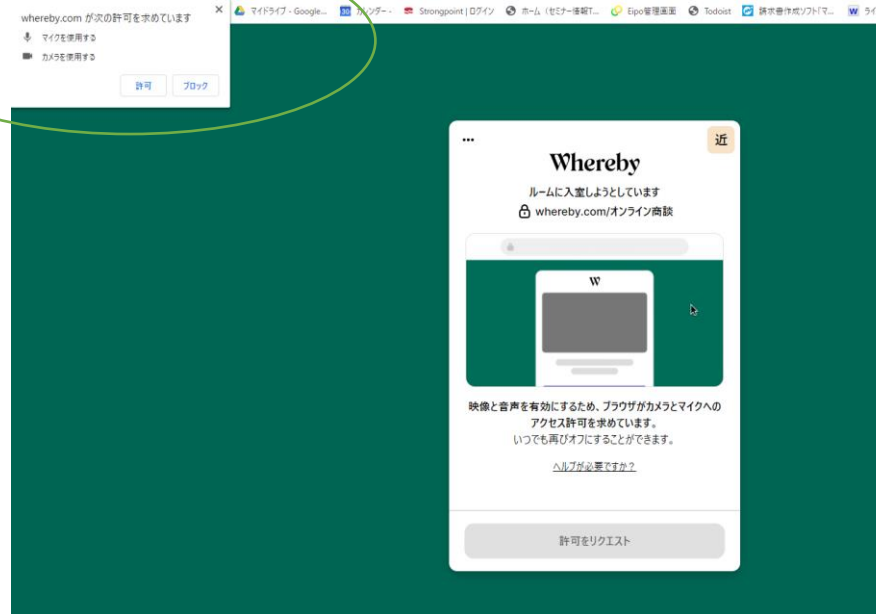 whereby.com が次の許可を求めています
×
マイクを使用する
カメラを使用する
許可
ブロック
マイドライブ - Google...
カレンダー -
Strongpoint | ログイン
ホーム（セミナー情報T...
Eipo管理画面
Todoist
請求書作成ソフト「マ...
ライ
近
Whereby
ルームに入室しようとしています
whereby.com/オンライン商談
W
映像と音声を有効にするため、ブラウザがカメラとマイクへの
アクセス許可を求めています。
いつでも再びオフにすることができます。
ヘルプが必要ですか？
許可をリクエスト